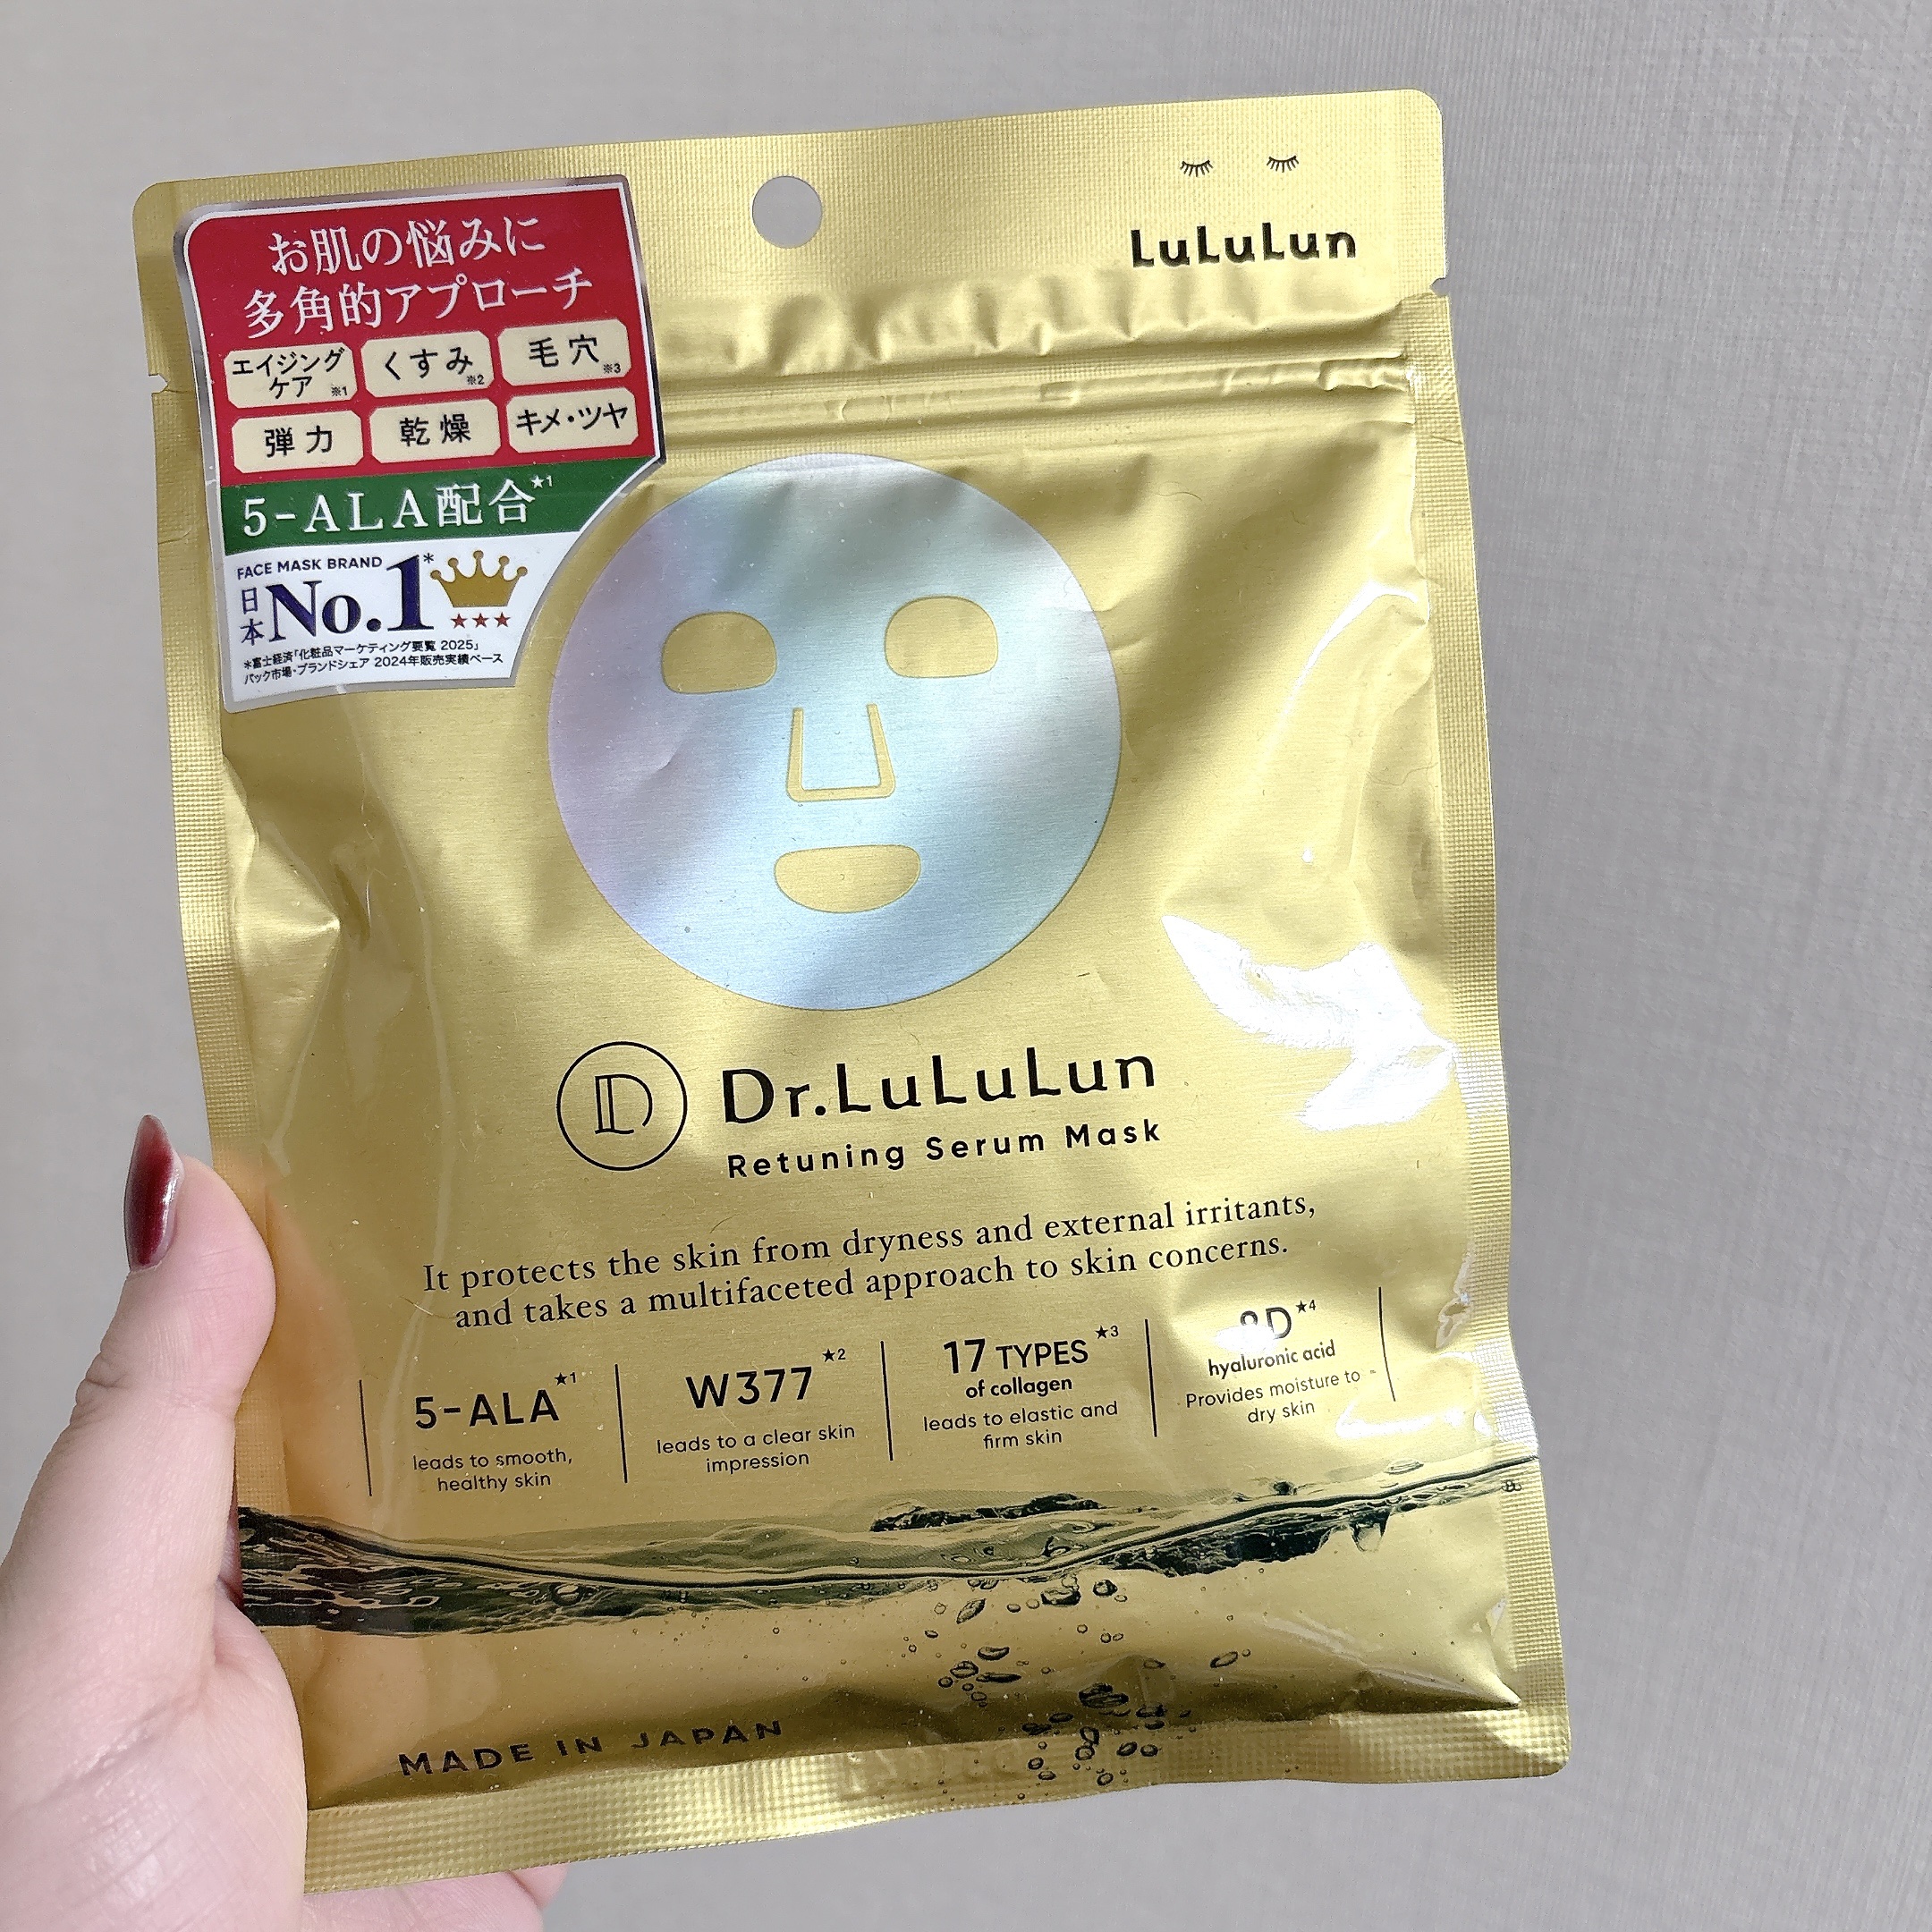 LuLuLun
お肌の悩みに
多角的アプローチ
エイジング
ケア ※1
くすみ ※2
毛穴 ※3
弾力
乾燥
キメ・ツヤ
5-ALA配合★1
FACE MASK BRAND
日本 No.1*
*富士経済「化粧品マーケティング要覧 2025」
パック市場・ブランドシェア 2024年販売実績ベース
D
Dr.LuLuLun
Retuning Serum Mask
It protects the skin from dryness and external irritants,
and takes a multifaceted approach to skin concerns.
5-ALA★1
leads to smooth,
healthy skin
W377★2
leads to a clear skin
impression
17 TYPES★3
of collagen
leads to elastic and
firm skin
★4
hyaluronic acid
Provides moisture to
dry skin
MADE IN JAPAN